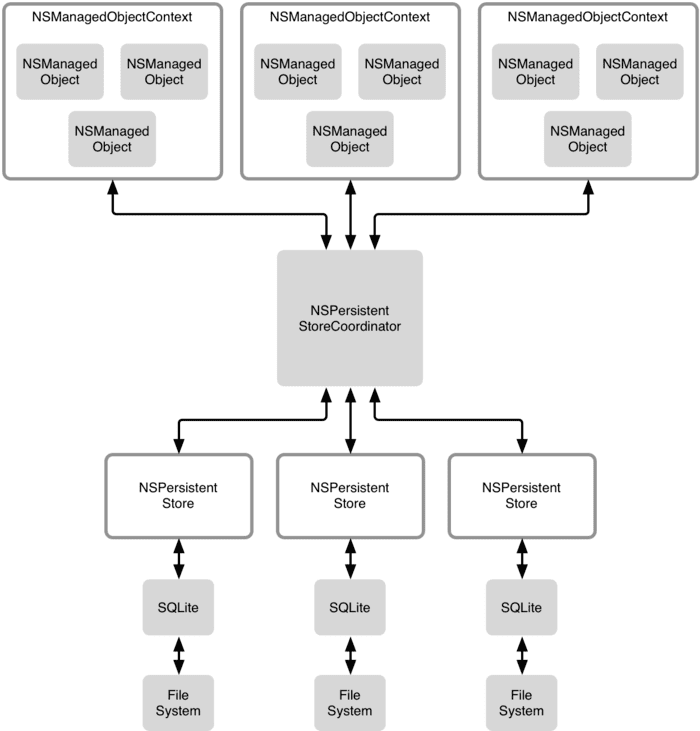 NSManagedObjectContext
NSManaged
Object
NSManaged
Object
NSManaged
Object
NSManagedObjectContext
NSManaged
Object
NSManaged
Object
NSManaged
Object
NSManagedObjectContext
NSManaged
Object
NSManaged
Object
NSManaged
Object
NSPersistent
StoreCoordinator
NSPersistent
Store
NSPersistent
Store
NSPersistent
Store
SQLite
SQLite
SQLite
File
System
File
System
File
System